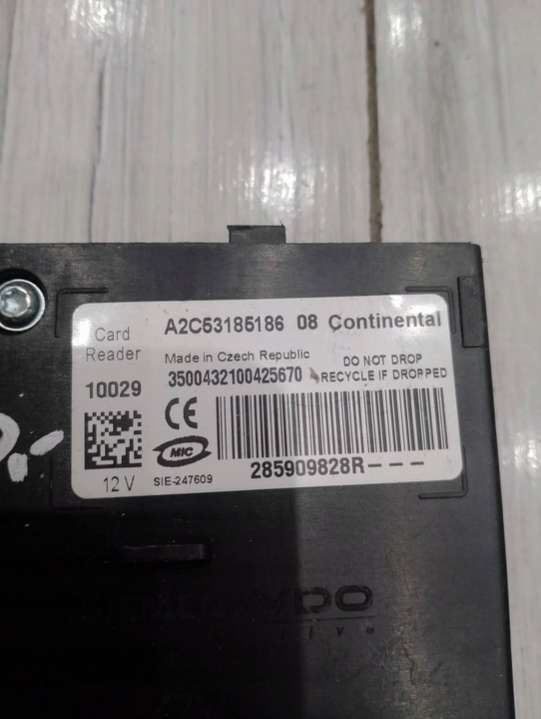 Card
Reader
A2C53185186 08 Continental
Made in Czech Republic
DO NOT DROP
RECYCLE IF DROPPED
10029
3500432100425670
CE
MIC
12 V
SIE-247609
285909828R---
VDO